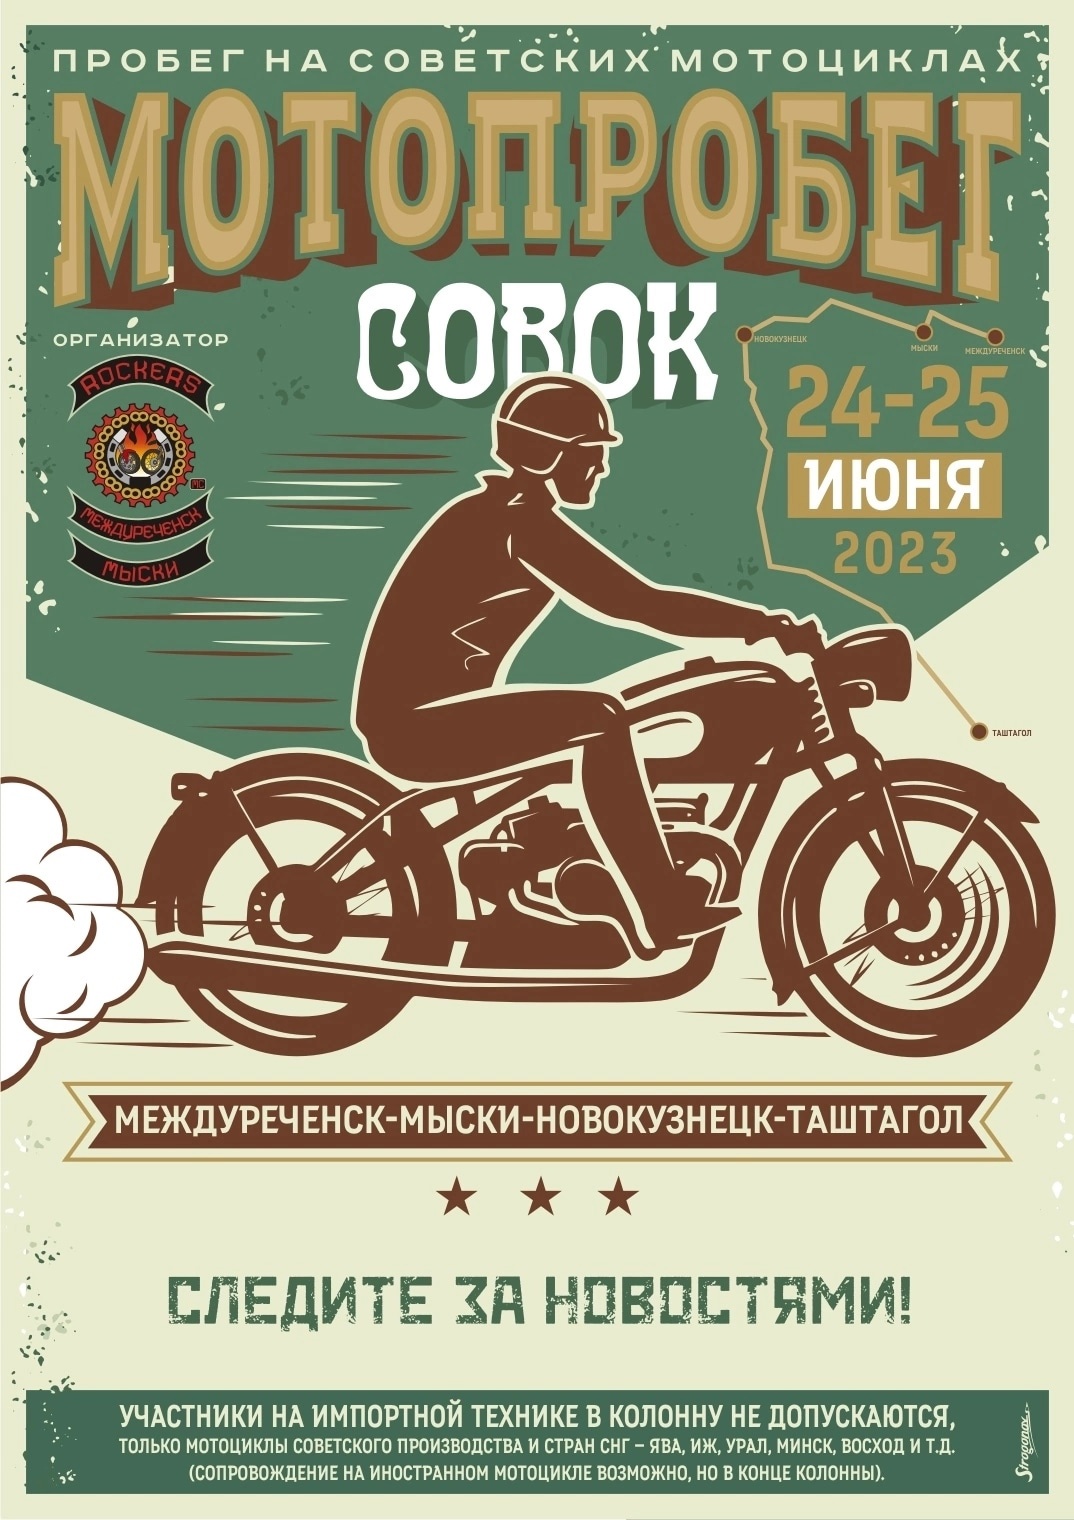 ПРОБЕГ НА СОВЕТСКИХ МОТОЦИКЛАХ
МОТОПРОБЕГ
СОВОК
ОРГАНИЗАТОР
ROCKERS
MC
МЕЖДУРЕЧЕНСК
МЫСКИ
НОВОКУЗНЕЦК
МЫСКИ
МЕЖДУРЕЧЕНСК
24-25
ИЮНЯ
2023
ТАШТАГОЛ
МЕЖДУРЕЧЕНСК-МЫСКИ-НОВОКУЗНЕЦК-ТАШТАГОЛ
СЛЕДИТЕ ЗА НОВОСТЯМИ!
УЧАСТНИКИ НА ИМПОРТНОЙ ТЕХНИКЕ В КОЛОННУ НЕ ДОПУСКАЮТСЯ,
ТОЛЬКО МОТОЦИКЛЫ СОВЕТСКОГО ПРОИЗВОДСТВА И СТРАН СНГ – ЯВА, ИЖ, УРАЛ, МИНСК, ВОСХОД И Т.Д.
(СОПРОВОЖДЕНИЕ НА ИНОСТРАННОМ МОТОЦИКЛЕ ВОЗМОЖНО, НО В КОНЦЕ КОЛОННЫ).